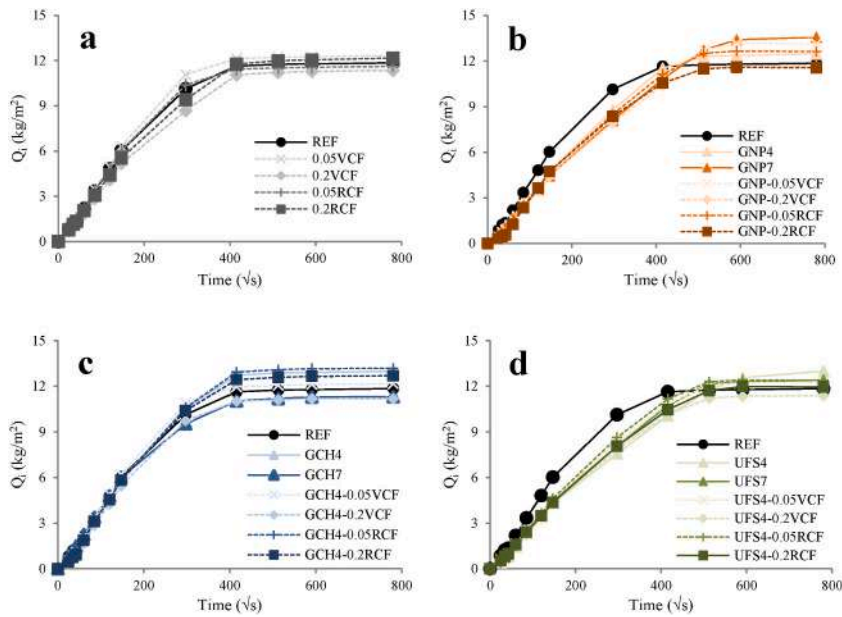 a
15
12
9
6
3
0
Qi (kg/m²)
REF
0.05VCF
0.2VCF
0.05RCF
0.2RCF
0 200 400 600 800
Time (√s)
b
15
12
9
6
3
0
Qi (kg/m²)
REF
GNP4
GNP7
GNP-0.05VCF
GNP-0.2VCF
GNP-0.05RCF
GNP-0.2RCF
0 200 400 600 800
Time (√s)
c
15
12
9
6
3
0
Qi (kg/m²)
REF
GCH4
GCH7
GCH4-0.05VCF
GCH4-0.2VCF
GCH4-0.05RCF
GCH4-0.2RCF
0 200 400 600 800
Time (√s)
d
15
12
9
6
3
0
Qi (kg/m²)
REF
UFS4
UFS7
UFS4-0.05VCF
UFS4-0.2VCF
UFS4-0.05RCF
UFS4-0.2RCF
0 200 400 600 800
Time (√s)